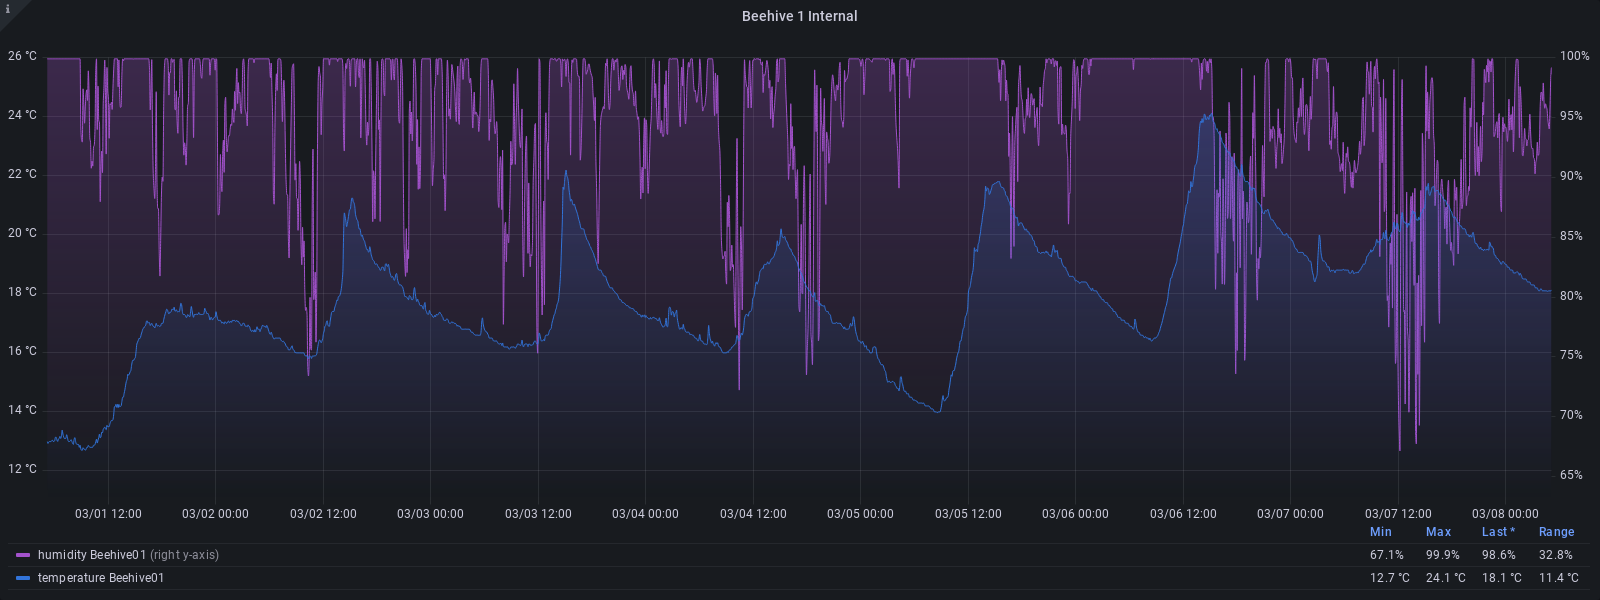 i
Beehive 1 Internal
26 °C 100%
24 °C 95%
22 °C 90%
20 °C 85%
18 °C 80%
16 °C 75%
14 °C 70%
12 °C 65%
03/01 12:00 03/02 00:00 03/02 12:00 03/03 00:00 03/03 12:00 03/04 00:00 03/04 12:00 03/05 00:00 03/05 12:00 03/06 00:00 03/06 12:00 03/07 00:00 03/07 12:00 03/08 00:00
Min Max Last * Range
humidity Beehive01 (right y-axis) 67.1% 99.9% 98.6% 32.8%
temperature Beehive01 12.7 °C 24.1 °C 18.1 °C 11.4 °C